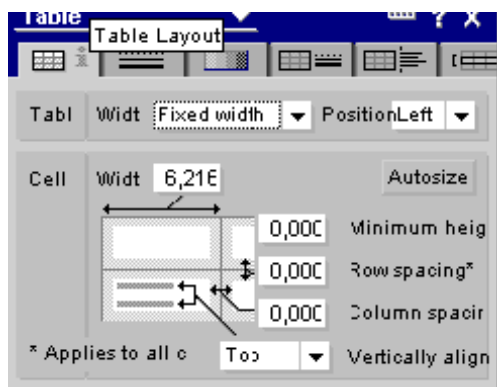 Table
? X
Table Layout
i
Tabl Widt Fixed width Position Left
Cell Widt 6,216 Autosize
0,000 Minimum heig
0,000 Row spacing*
0,000 Column spacin
* Applies to all c Top Vertically align